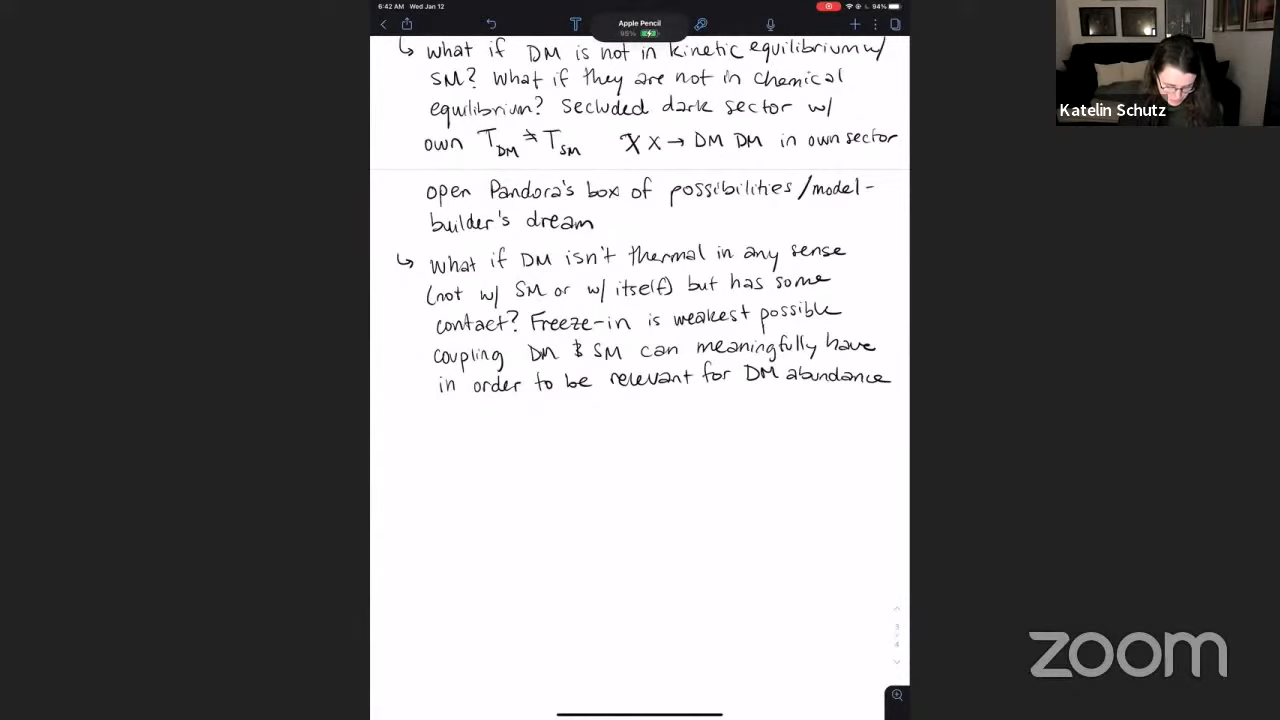 6:42 AM Wed Jan 12
94%
Apple Pencil
95%
what if DM is not in kinetic equilibrium w/
SM? What if they are not in chemical
equilibrium? Secluded dark sector w/
own T_DM ≠ T_SM XX → DM DM in own sector
open Pandora's box of possibilities/model-
builder's dream
what if DM isn't thermal in any sense
(not w/ SM or w/ itself) but has some
contact? Freeze-in is weakest possible
coupling DM & SM can meaningfully have
in order to be relevant for DM abundance
Katelin Schutz
zoom